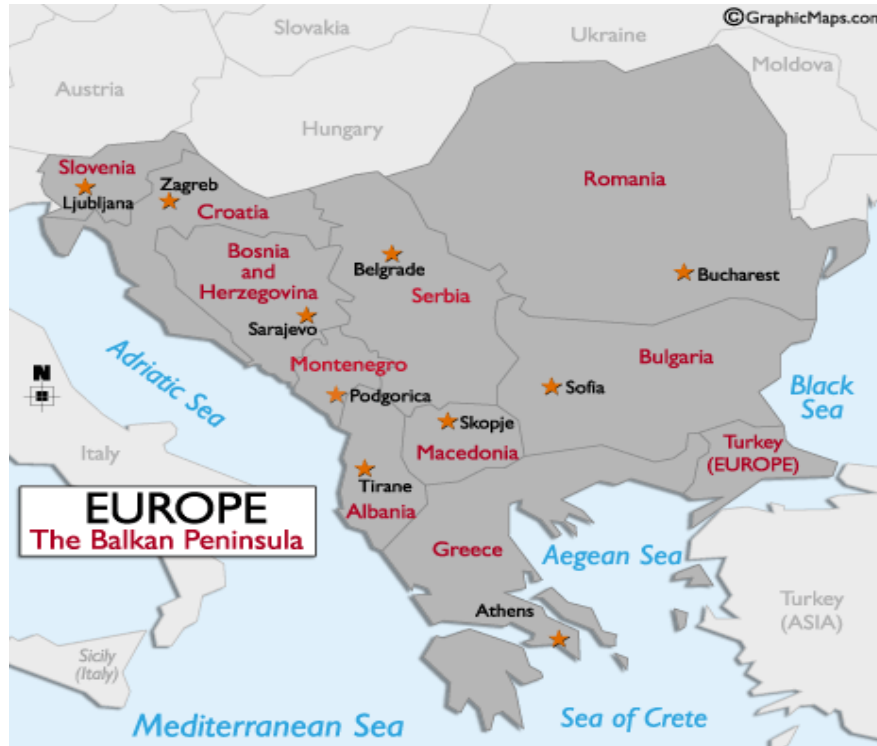 ©GraphicMaps.com
Slovakia
Ukraine
Moldova
Austria
Hungary
Slovenia
Zagreb
Ljubljana
Croatia
Romania
Bosnia
and
Herzegovina
Belgrade
Serbia
Bucharest
Sarajevo
Adriatic Sea
Montenegro
Bulgaria
N
Podgorica
Sofia
Black
Sea
Skopje
Italy
Macedonia
Turkey
(EUROPE)
Tirane
Albania
EUROPE
The Balkan Peninsula
Greece
Aegean Sea
Athens
Turkey
(ASIA)
Sicily
(Italy)
Mediterranean Sea
Sea of Crete